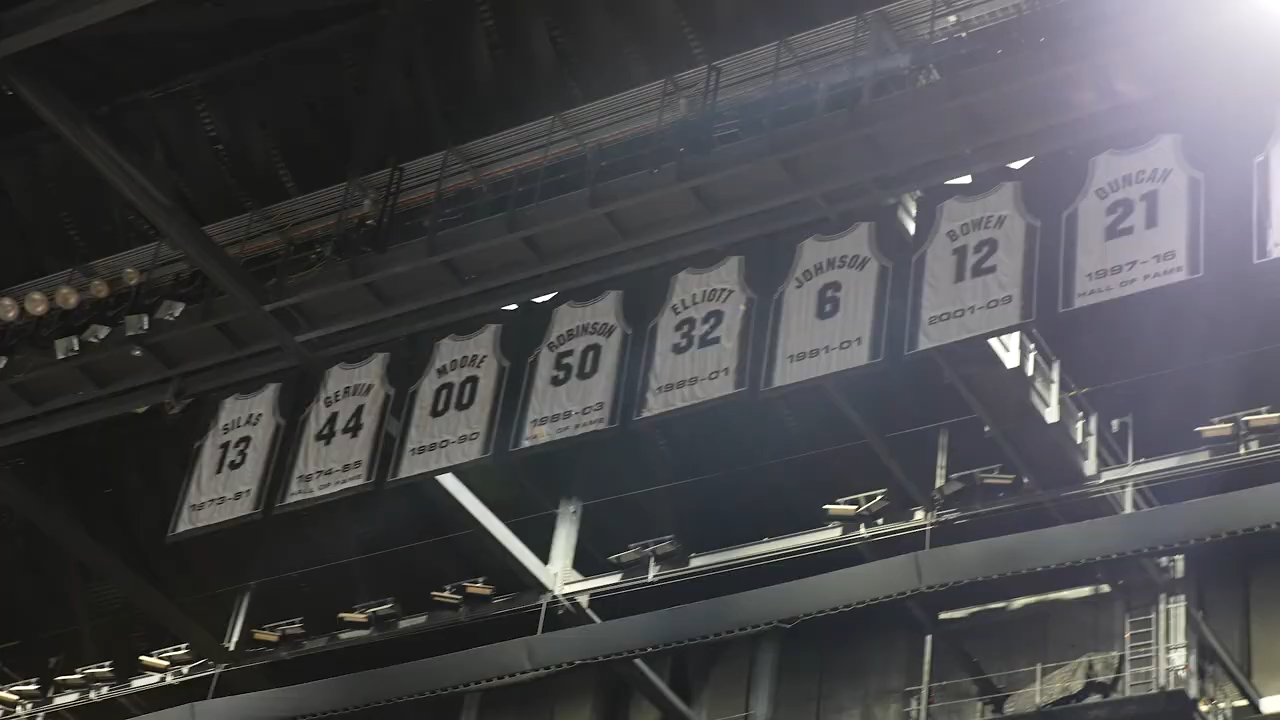 SILAS
13
1973-81
GERVIN
44
1974-85
HALL OF FAME
MOORE
00
1980-90
ROBINSON
50
1989-03
HALL OF FAME
ELLIOTT
32
1989-01
JOHNSON
6
1991-01
BOWEN
12
2001-09
DUNCAN
21
1997-16
HALL OF FAME